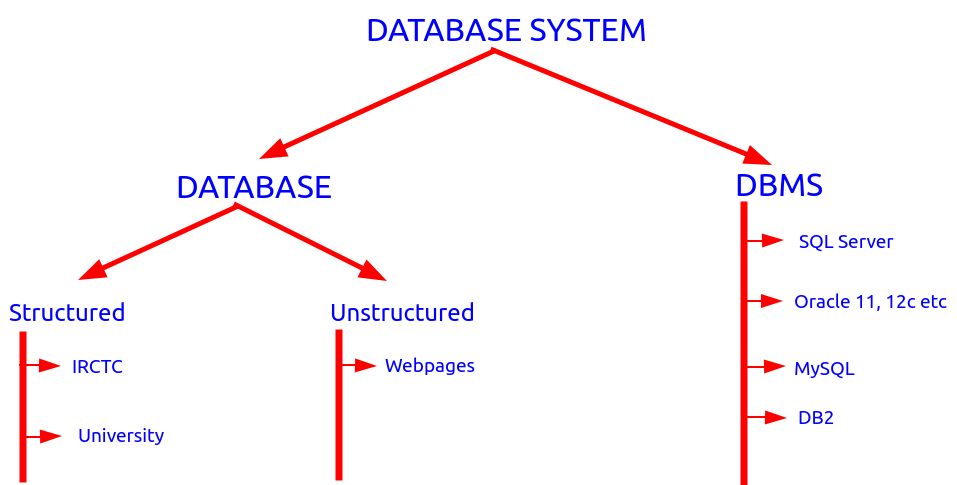 DATABASE SYSTEM
DATABASE
DBMS
Structured
IRCTC
University
Unstructured
Webpages
SQL Server
Oracle 11, 12c etc
MySQL
DB2